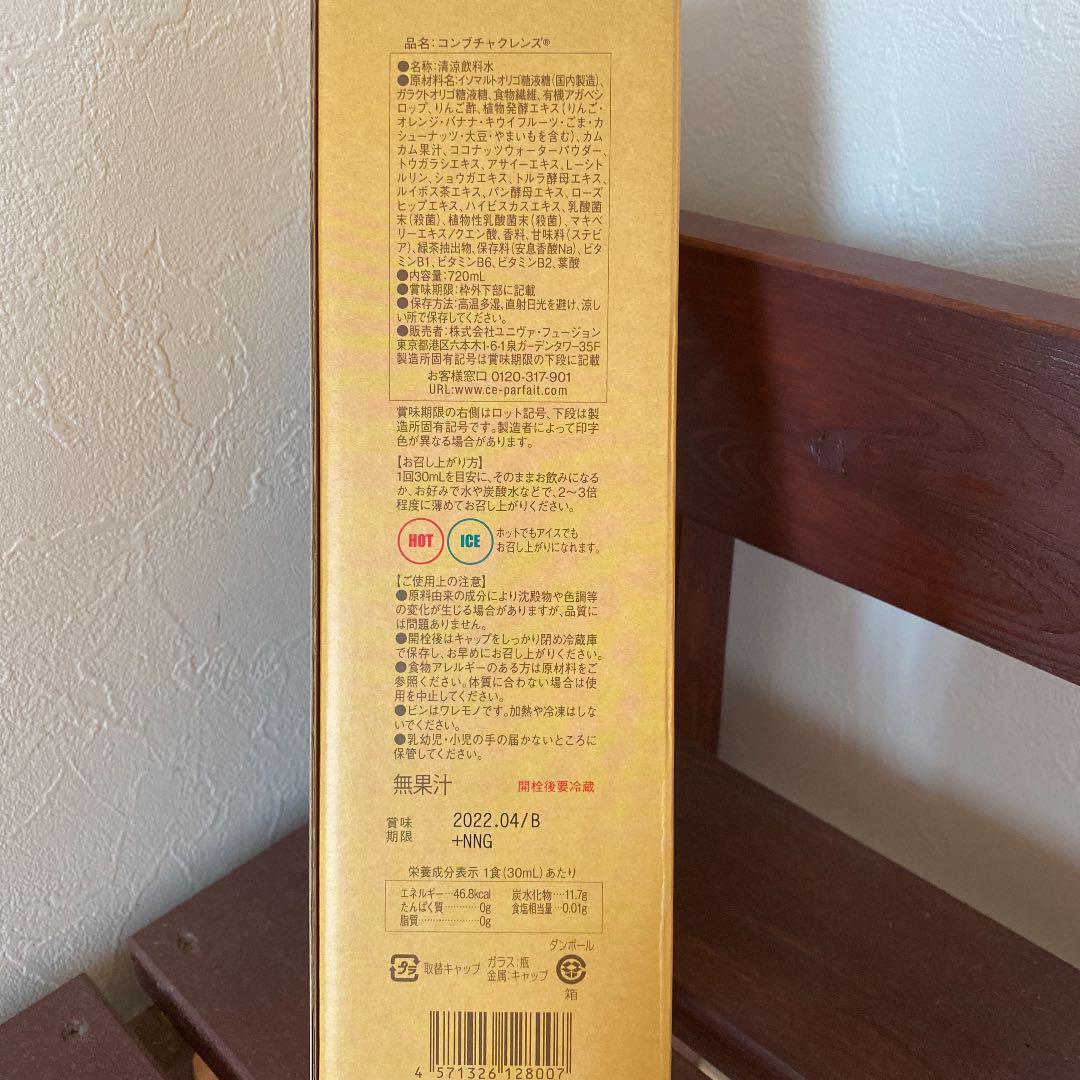 品名:コンブチャクレンズ®
●名称:清涼飲料水
●原材料名:イソマルトオリゴ糖液糖(国内製造)、
ガラクトオリゴ糖液糖、食物繊維、有機アガベシ
ロップ、りんご酢、植物発酵エキス(りんご・
オレンジ・バナナ・キウイフルーツ・ごま・カ
シューナッツ・大豆・やまいもを含む)、カム
カム果汁、ココナッツウォーターパウダー、
トウガラシエキス、アサイーエキス、L-シト
ルリン、ショウガエキス、トルラ酵母エキス、
ルイボス茶エキス、パン酵母エキス、ローズ
ヒップエキス、ハイビスカスエキス、乳酸菌
末(殺菌)、植物性乳酸菌末(殺菌)、マキベ
リーエキス/クエン酸、香料、甘味料(ステビ
ア)、緑茶抽出物、保存料(安息香酸Na)、ビタ
ミンB1、ビタミンB6、ビタミンB2、葉酸
●内容量:720mL
●賞味期限:枠外下部に記載
●保存方法:高温多湿、直射日光を避け、涼し
い所で保存してください。
●販売者:株式会社ユニヴァ・フュージョン
東京都港区六本木1-6-1泉ガーデンタワー35F
製造所固有記号は賞味期限の下段に記載
お客様窓口 0120-317-901
URL:www.ce-parfait.com
賞味期限の右側はロット記号、下段は製
造所固有記号です。製造者によって印字
色が異なる場合があります。
【お召し上がり方】
1回30mLを目安に、そのままお飲みになる
か、お好みで水や炭酸水などで、2〜3倍
程度に薄めてお召し上がりください。
HOT ICE ホットでもアイスでも
お召し上がりになれます。
【ご使用上の注意】
●原料由来の成分により沈殿物や色調等
の変化が生じる場合がありますが、品質に
は問題ありません。
●開栓後はキャップをしっかり閉め冷蔵庫
で保存し、お早めにお召し上がりください。
●食物アレルギーのある方は原材料をご
参照ください。体質に合わない場合は使
用を中止してください。
●ビンはワレモノです。加熱や冷凍はしな
いでください。
●乳幼児・小児の手の届かないところに
保管してください。
無果汁 開栓後要冷蔵
賞味
期限 2022.04/B
+NNG
栄養成分表示 1食(30mL)あたり
エネルギー…46.8kcal 炭水化物…11.7g
たんぱく質………0g 食塩相当量…0.01g
脂質………………0g
ダンボール
プラ 取替キャップ ガラス:瓶
金属:キャップ
箱
4 571326 128007